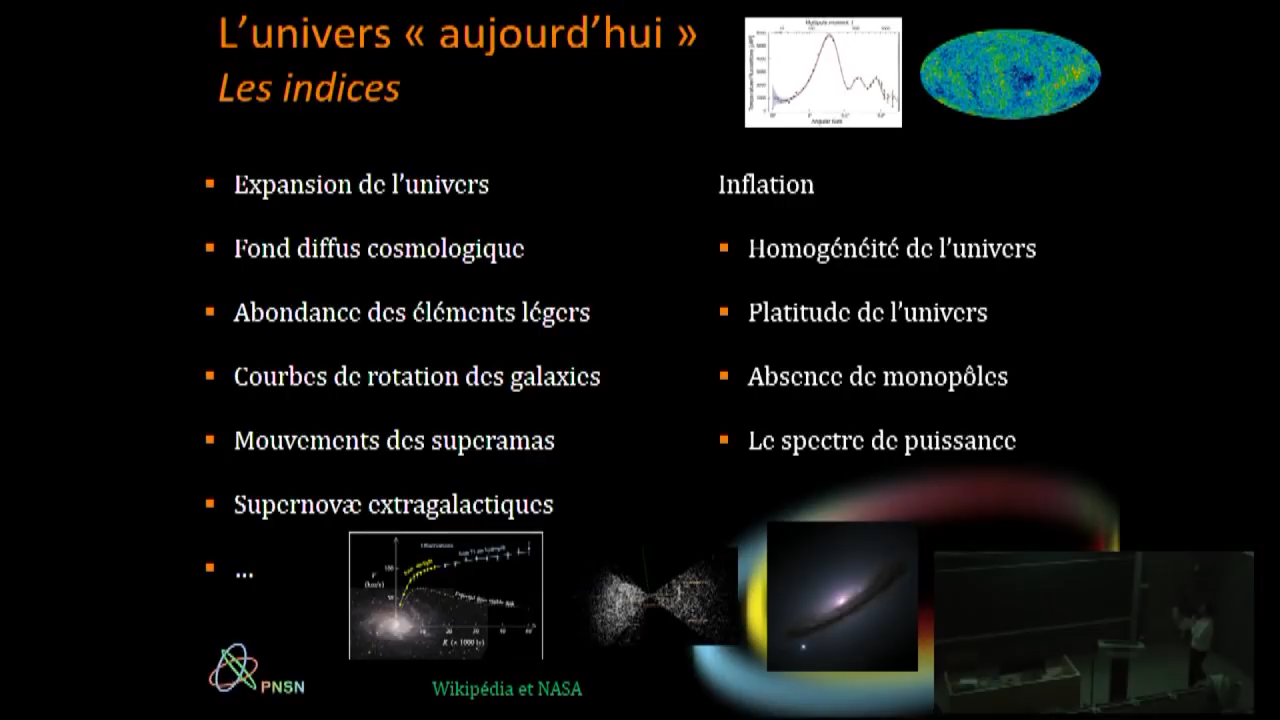 L'univers « aujourd'hui »
Les indices
Expansion de l'univers
Fond diffus cosmologique
Abondance des éléments légers
Courbes de rotation des galaxies
Mouvements des superamas
Supernovæ extragalactiques
...
Inflation
Homogénéité de l'univers
Platitude de l'univers
Absence de monopôles
Le spectre de puissance
R (x 1000 ly)
PNSN
Wikipédia et NASA